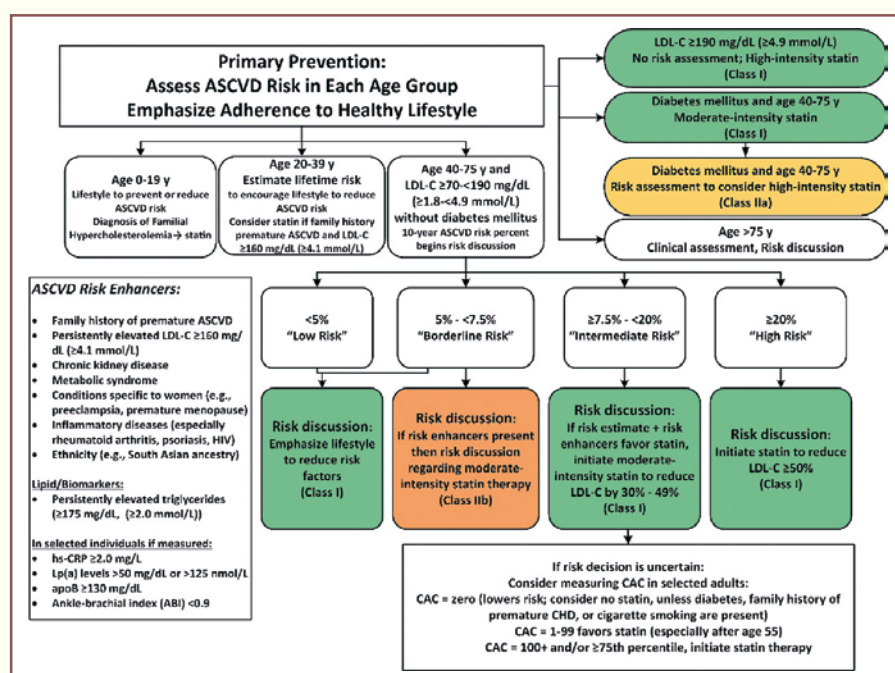 Primary Prevention:
Assess ASCVD Risk in Each Age Group
Emphasize Adherence to Healthy Lifestyle
LDL-C ≥190 mg/dL (≥4.9 mmol/L)
No risk assessment; High-intensity statin
(Class I)
Diabetes mellitus and age 40-75 y
Moderate-intensity statin
(Class I)
Diabetes mellitus and age 40-75 y
Risk assessment to consider high-intensity statin
(Class IIa)
Age >75 y
Clinical assessment, Risk discussion
Age 0-19 y
Lifestyle to prevent or reduce
ASCVD risk
Diagnosis of Familial
Hypercholesterolemia→ statin
Age 20-39 y
Estimate lifetime risk
to encourage lifestyle to reduce
ASCVD risk
Consider statin if family history
premature ASCVD and LDL-C
≥160 mg/dL (≥4.1 mmol/L)
Age 40-75 y and
LDL-C ≥70-<190 mg/dL
(≥1.8-<4.9 mmol/L)
without diabetes mellitus
10-year ASCVD risk percent
begins risk discussion
ASCVD Risk Enhancers:
• Family history of premature ASCVD
• Persistently elevated LDL-C ≥160 mg/
dL (≥4.1 mmol/L)
• Chronic kidney disease
• Metabolic syndrome
• Conditions specific to women (e.g.,
preeclampsia, premature menopause)
• Inflammatory diseases (especially
rheumatoid arthritis, psoriasis, HIV)
• Ethnicity (e.g., South Asian ancestry)
Lipid/Biomarkers:
• Persistently elevated triglycerides
(≥175 mg/dL, (≥2.0 mmol/L))
In selected individuals if measured:
• hs-CRP ≥2.0 mg/L
• Lp(a) levels >50 mg/dL or >125 nmol/L
• apoB ≥130 mg/dL
• Ankle-brachial index (ABI) <0.9
<5%
"Low Risk"
5% - <7.5%
"Borderline Risk"
≥7.5% - <20%
"Intermediate Risk"
≥20%
"High Risk"
Risk discussion:
Emphasize lifestyle
to reduce risk
factors
(Class I)
Risk discussion:
If risk enhancers present
then risk discussion
regarding moderate-
intensity statin therapy
(Class IIb)
Risk discussion:
If risk estimate + risk
enhancers favor statin,
initiate moderate-
intensity statin to reduce
LDL-C by 30% - 49%
(Class I)
Risk discussion:
Initiate statin to reduce
LDL-C ≥50%
(Class I)
If risk decision is uncertain:
Consider measuring CAC in selected adults:
CAC = zero (lowers risk; consider no statin, unless diabetes, family history of
premature CHD, or cigarette smoking are present)
CAC = 1-99 favors statin (especially after age 55)
CAC = 100+ and/or ≥75th percentile, initiate statin therapy